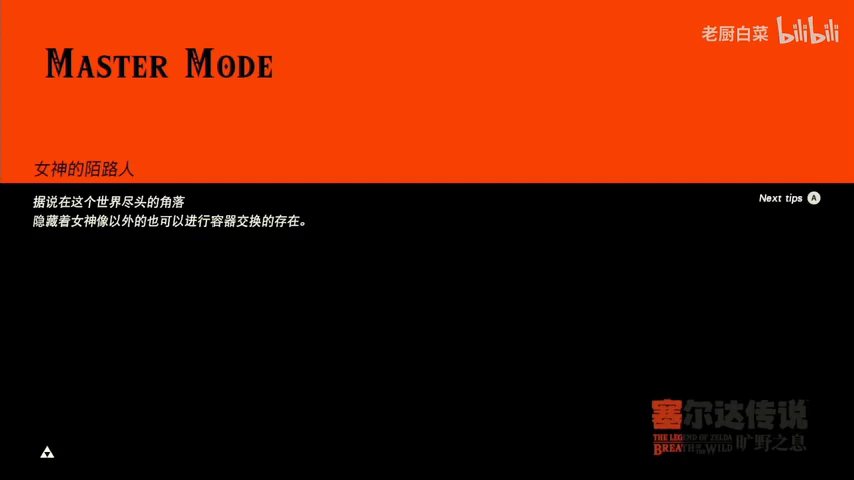 老厨白菜 bilibili
MASTER MODE
女神的陌路人
据说在这个世界尽头的角落
隐藏着女神像以外的也可以进行容器交换的存在。
Next tips A
塞尔达传说
THE LEGEND OF ZELDA
BREATH OF THE WILD 旷野之息